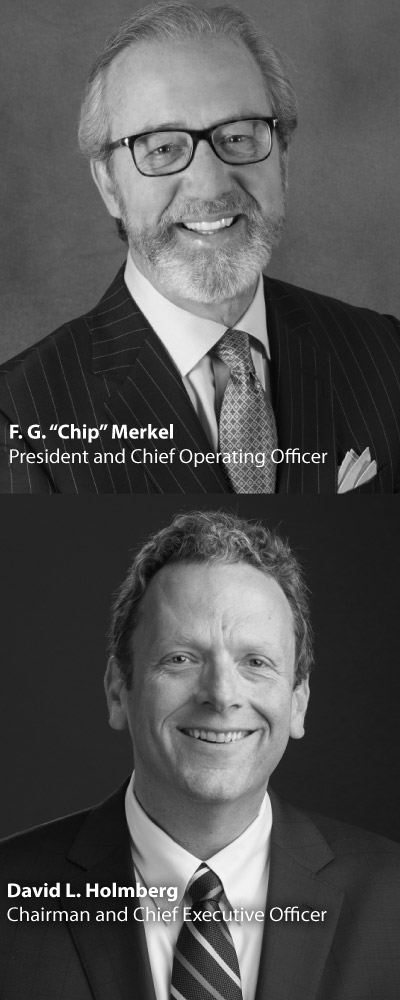 F. G. “Chip” Merkel
President and Chief Operating Officer
David L. Holmberg
Chairman and Chief Executive Officer